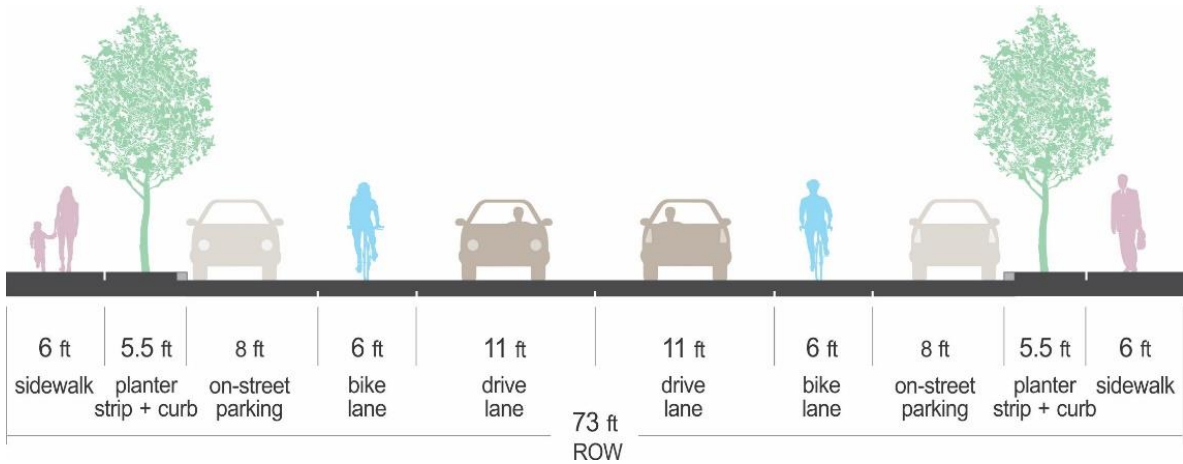 6 ft 5.5 ft 8 ft 6 ft 11 ft 11 ft 6 ft 8 ft 5.5 ft 6 ft
sidewalk planter on-street bike drive drive bike on-street planter sidewalk
strip + curb parking lane lane lane lane parking strip + curb
73 ft
ROW